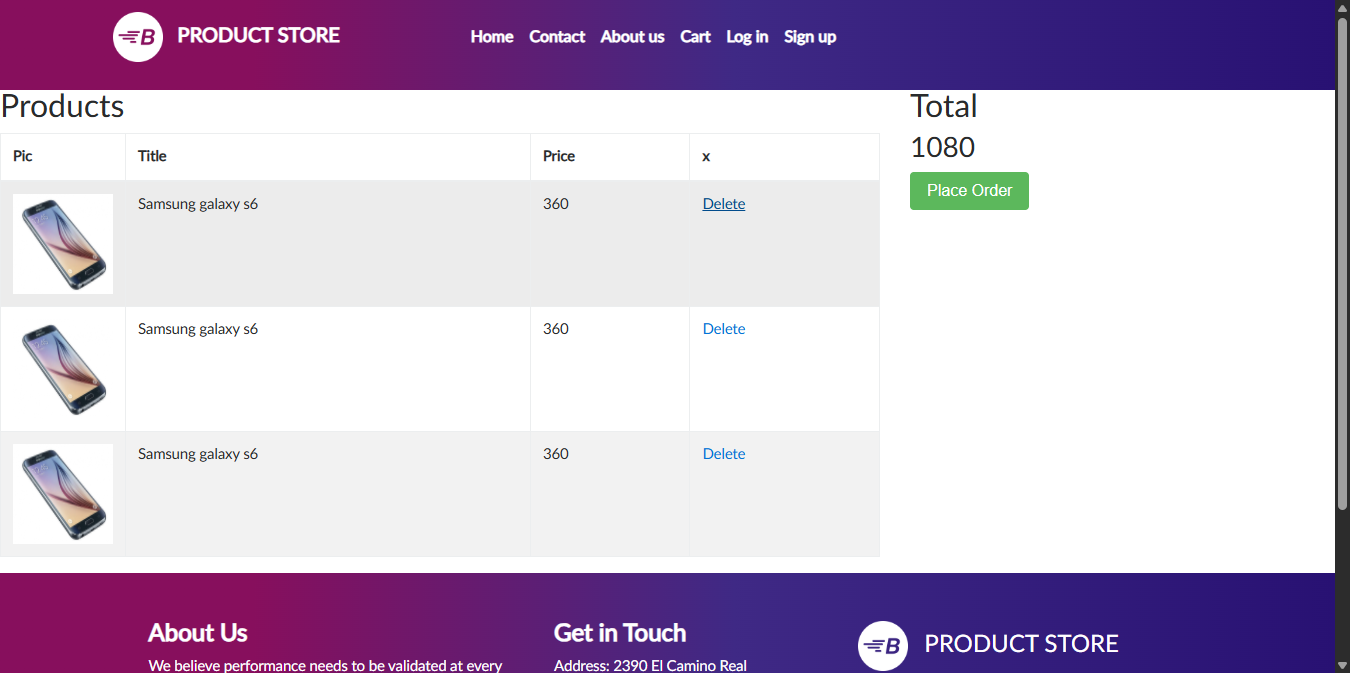 B PRODUCT STORE Home Contact About us Cart Log in Sign up
Products
Total
1080
Place Order
Pic Title Price x
Samsung galaxy s6 360 Delete
Samsung galaxy s6 360 Delete
Samsung galaxy s6 360 Delete
About Us
We believe performance needs to be validated at every
Get in Touch
Address: 2390 El Camino Real
B PRODUCT STORE